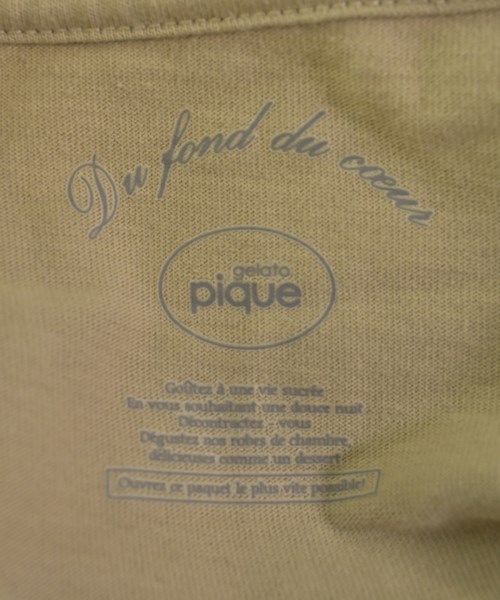 Du fond du cœur
gelato
pique
Goûtez à une vie sucrée
En vous souhaitant une douce nuit
Décontractez - vous
Dégustez nos robes de chambre,
délicieuses comme un dessert
Ouvrez ce paquet le plus vite possible!